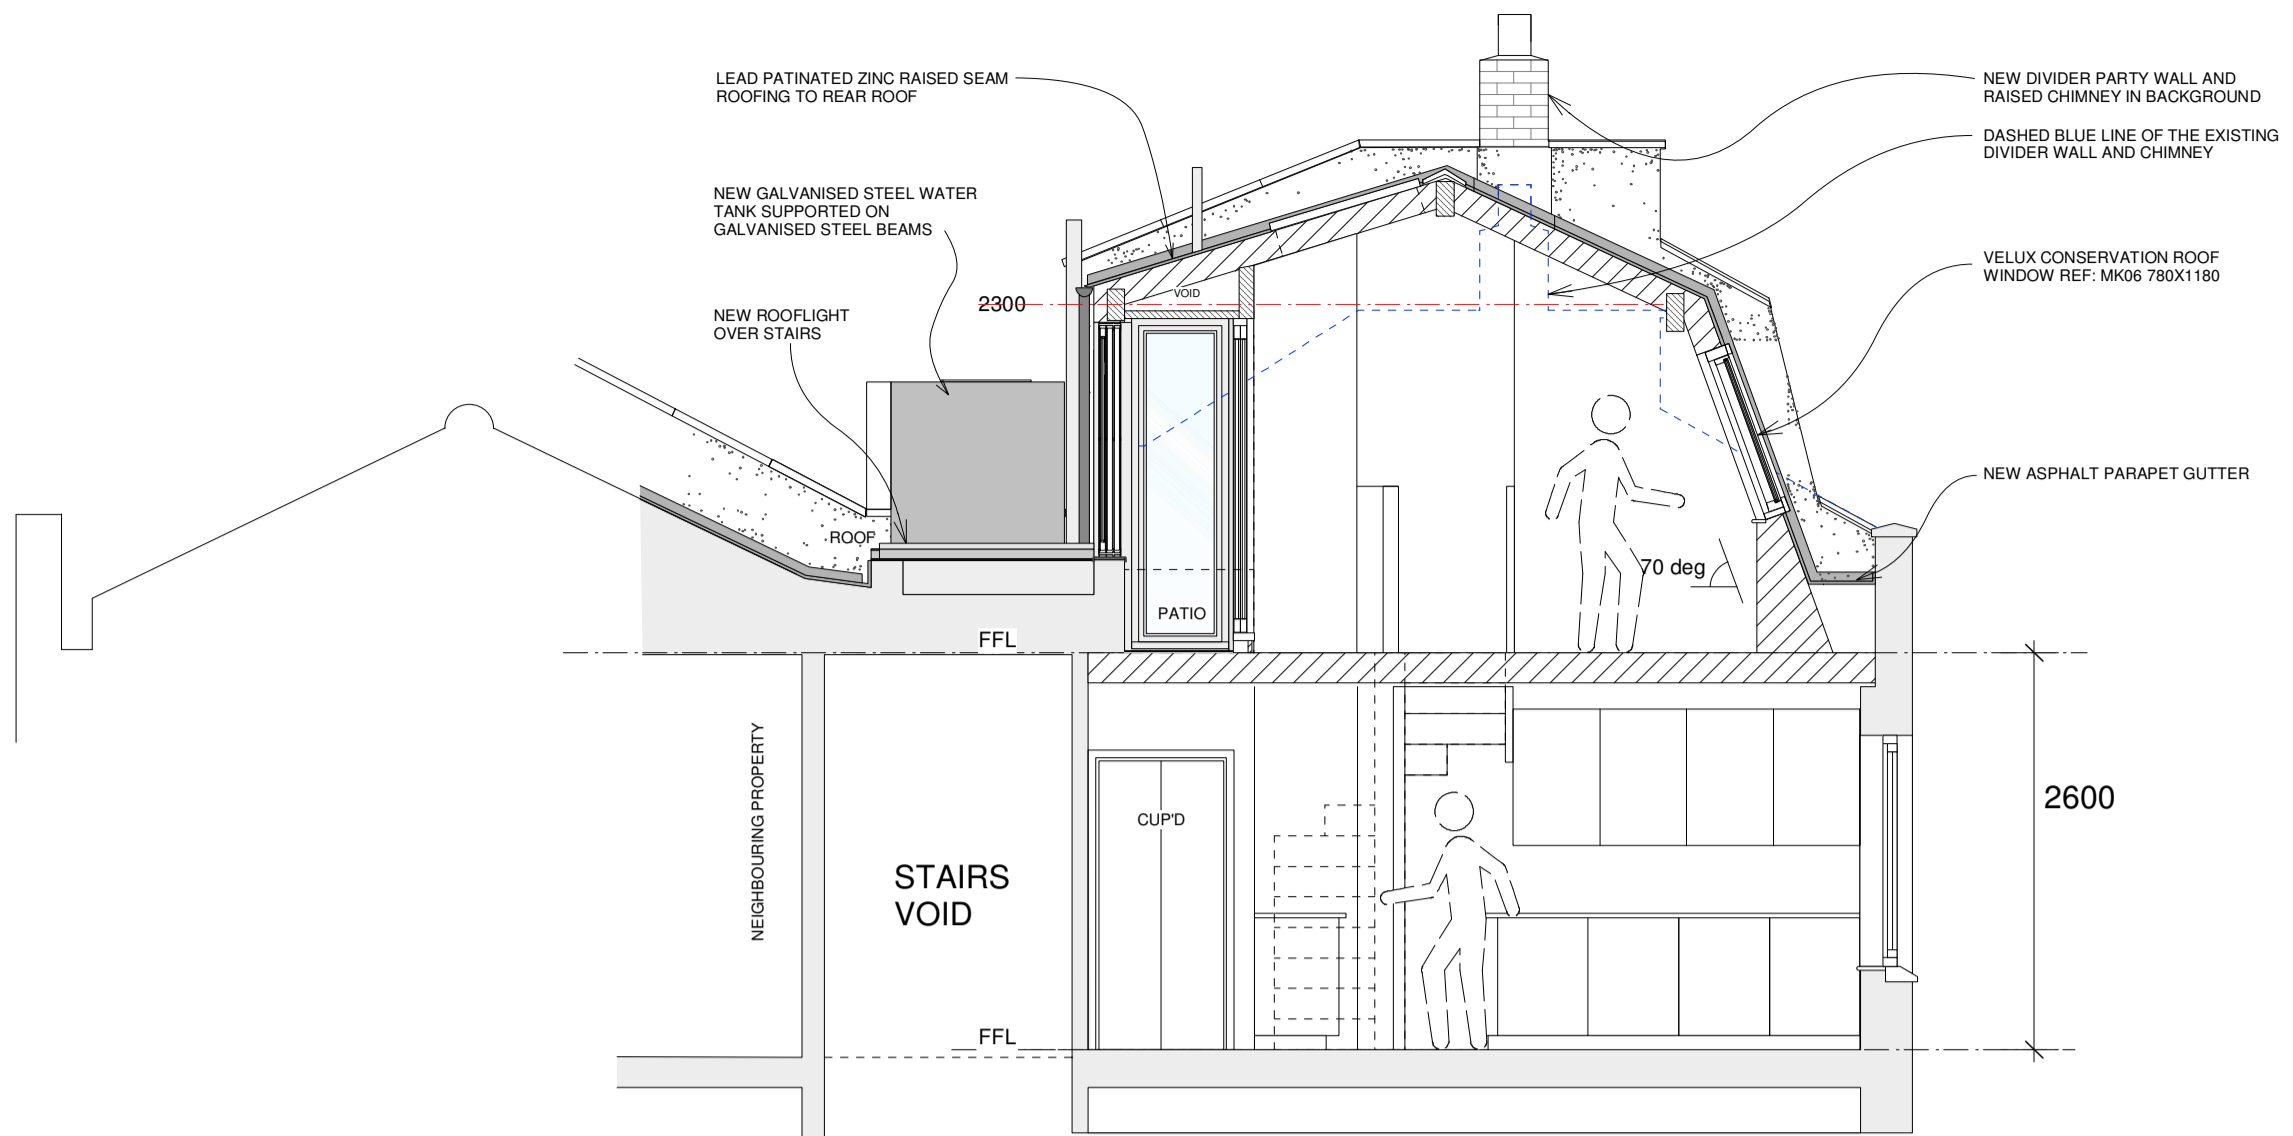 LEAD PATINATED ZINC RAISED SEAM
ROOFING TO REAR ROOF
NEW DIVIDER PARTY WALL AND
RAISED CHIMNEY IN BACKGROUND
DASHED BLUE LINE OF THE EXISTING
DIVIDER WALL AND CHIMNEY
NEW GALVANISED STEEL WATER
TANK SUPPORTED ON
GALVANISED STEEL BEAMS
VELUX CONSERVATION ROOF
WINDOW REF: MK06 780X1180
VOID
2300
NEW ROOFLIGHT
OVER STAIRS
NEW ASPHALT PARAPET GUTTER
ROOF
70 deg
PATIO
FFL
NEIGHBOURING PROPERTY
2600
CUP'D
STAIRS
VOID
FFL